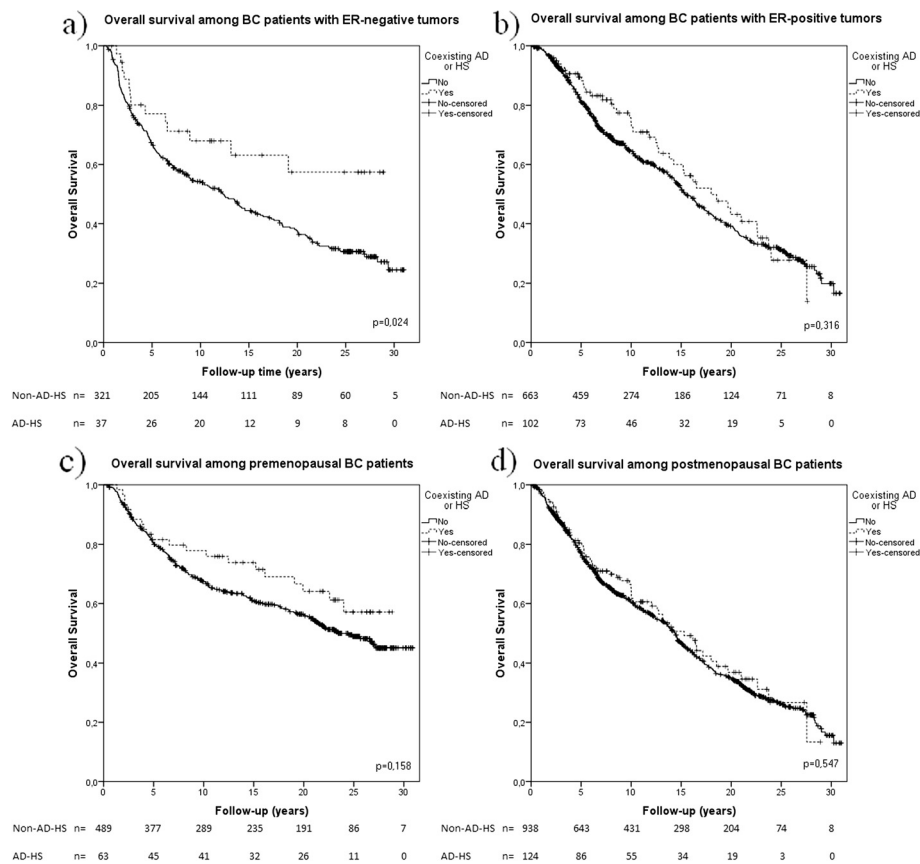 a)
Overall survival among BC patients with ER-negative tumors
1,0
0,8
0,6
0,4
0,2
0,0
Overall Survival
0 5 10 15 20 25 30
Follow-up time (years)
Coexisting AD
or HS
No
Yes
No-censored
Yes-censored
p=0,024
Non-AD-HS n= 321 205 144 111 89 60 5
AD-HS n= 37 26 20 12 9 8 0
b)
Overall survival among BC patients with ER-positive tumors
1,0
0,8
0,6
0,4
0,2
0,0
Overall Survival
0 5 10 15 20 25 30
Follow-up (years)
Coexisting AD
or HS
No
Yes
No-censored
Yes-censored
p=0,316
Non-AD-HS n= 663 459 274 186 124 71 8
AD-HS n= 102 73 46 32 19 5 0
c)
Overall survival among premenopausal BC patients
1,0
0,8
0,6
0,4
0,2
0,0
Overall Survival
0 5 10 15 20 25 30
Follow-up (years)
Coexisting AD
or HS
No
Yes
No-censored
Yes-censored
p=0,158
Non-AD-HS n= 489 377 289 235 191 86 7
AD-HS n= 63 45 41 32 26 11 0
d)
Overall survival among postmenopausal BC patients
1,0
0,8
0,6
0,4
0,2
0,0
Overall Survival
0 5 10 15 20 25 30
Follow-up (years)
Coexisting AD
or HS
No
Yes
No-censored
Yes-censored
p=0,547
Non-AD-HS n= 938 643 431 298 204 74 8
AD-HS n= 124 86 55 34 19 3 0